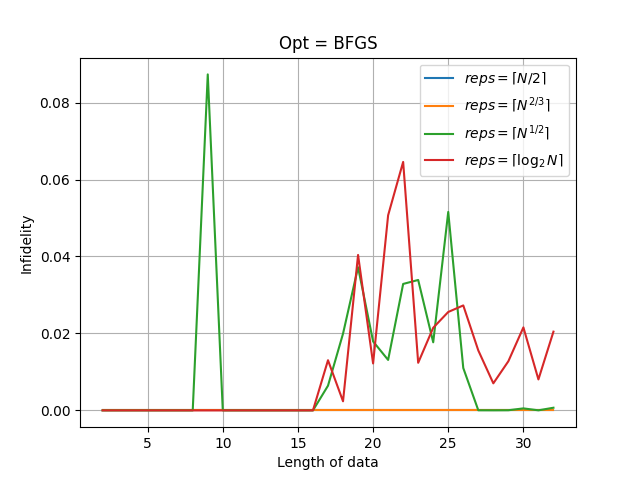 Opt = BFGS
reps = ⌈N/2⌉
reps = ⌈N^{2/3}⌉
reps = ⌈N^{1/2}⌉
reps = ⌈log₂ N⌉
0.08
0.06
0.04
0.02
0.00
Infidelity
5 10 15 20 25 30
Length of data